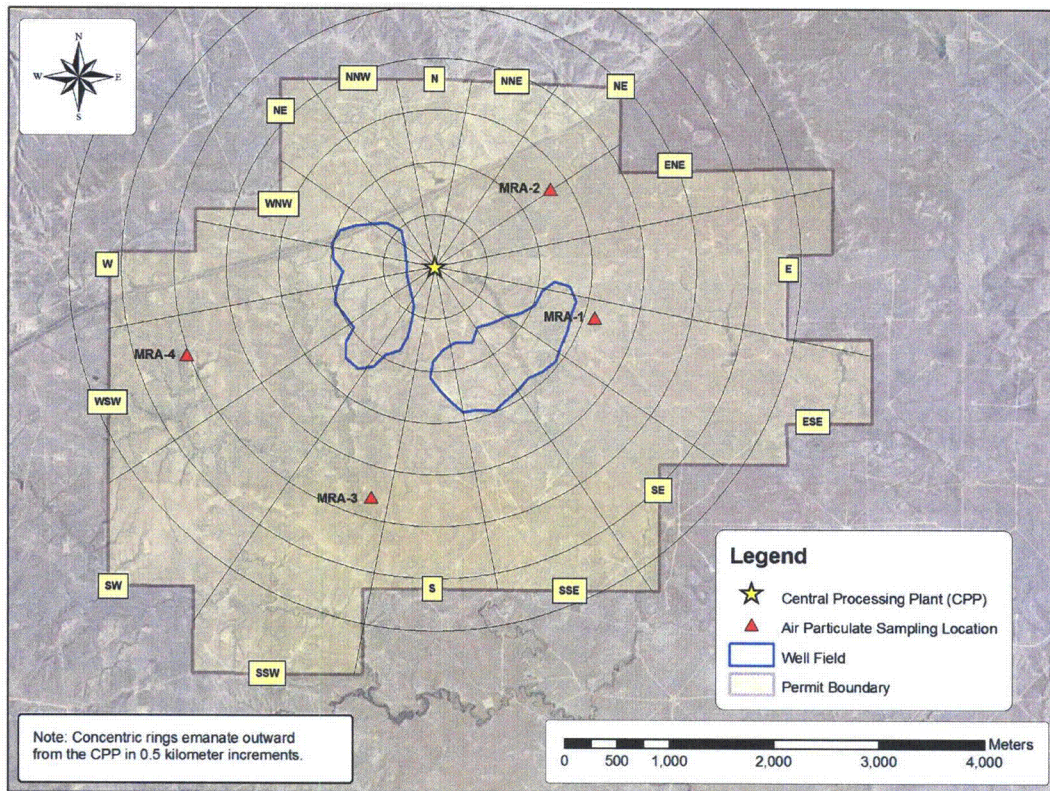 N
W E
S
NNW
N
NNE
NE
NE
ENE
MRA-2
WNW
W
E
MRA-1
MRA-4
WSW
ESE
SE
MRA-3
SW
S
SSE
SSW
Legend
Central Processing Plant (CPP)
Air Particulate Sampling Location
Well Field
Permit Boundary
Note: Concentric rings emanate outward
from the CPP in 0.5 kilometer increments.
Meters
0 500 1,000 2,000 3,000 4,000